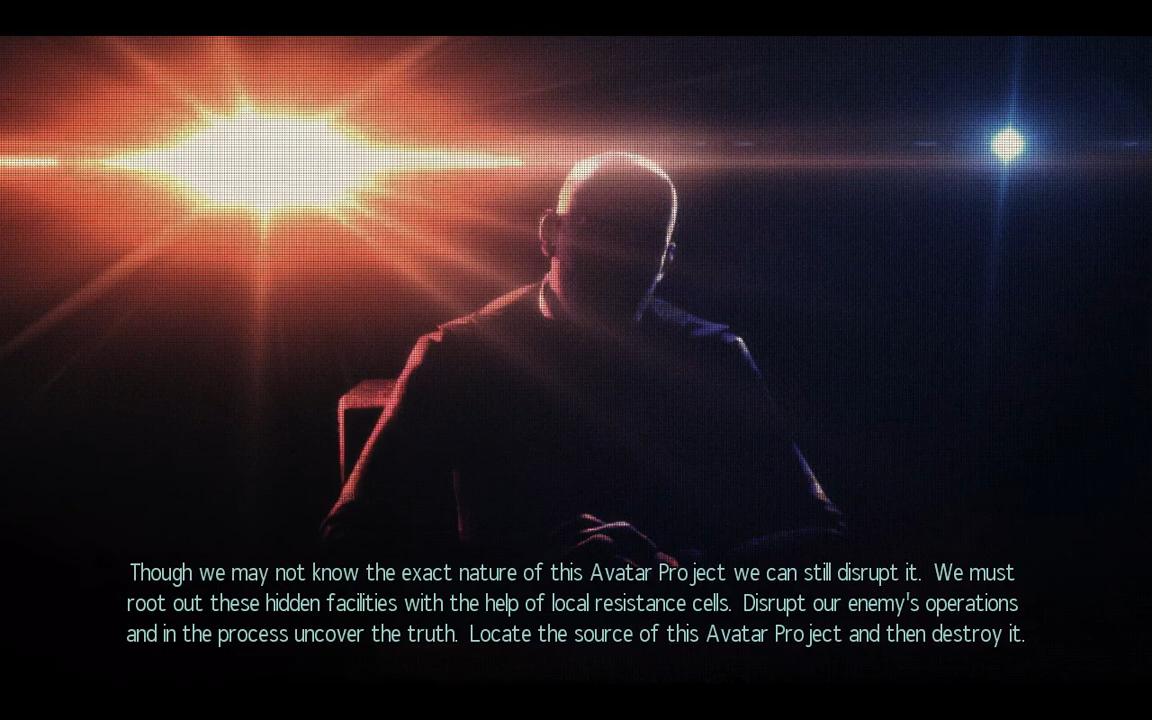 Though we may not know the exact nature of this Avatar Project we can still disrupt it.  We must
root out these hidden facilities with the help of local resistance cells.  Disrupt our enemy's operations
and in the process uncover the truth.  Locate the source of this Avatar Project and then destroy it.